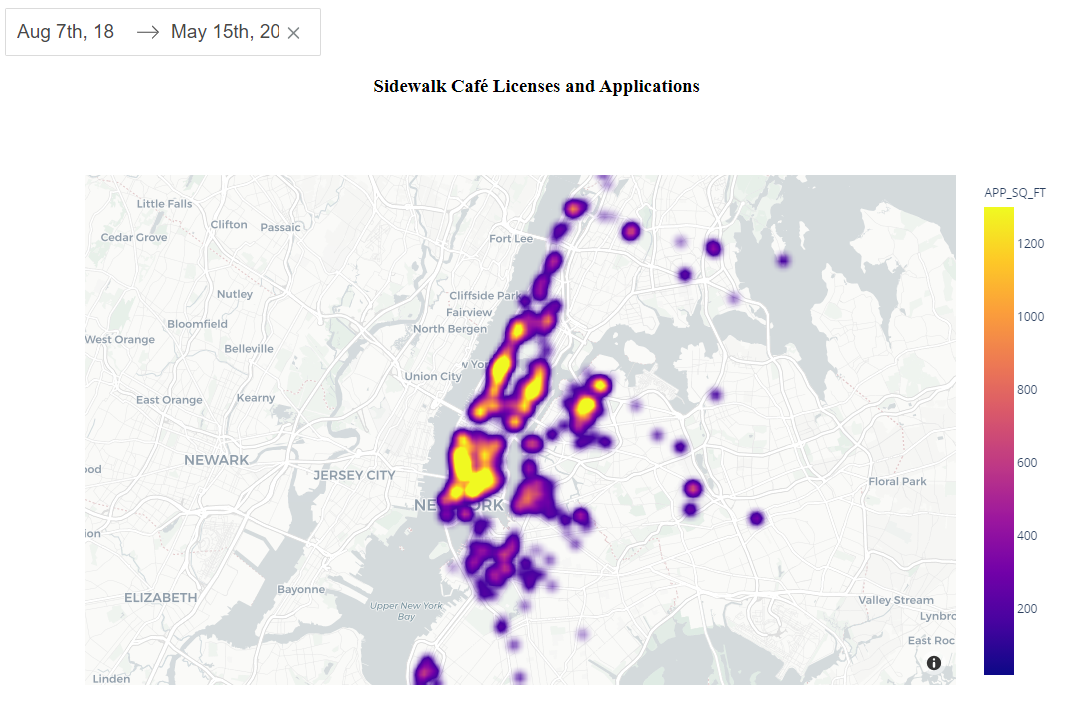 Aug 7th, 18 → May 15th, 20 ×
Sidewalk Café Licenses and Applications
APP_SQ_FT
Little Falls
Clifton
Passaic
Cedar Grove
Fort Lee
Nutley
Cliffside Park
Fairview
Bloomfield
North Bergen
West Orange
Belleville
w Yo
Union City
East Orange
Kearny
NEWARK
JERSEY CITY
ood
Floral Park
NE
RK
ion
ELIZABETH
Bayonne
Upper New York
Bay
Valley Stream
Lynbro
East Roc
Linden
1200
1000
800
600
400
200